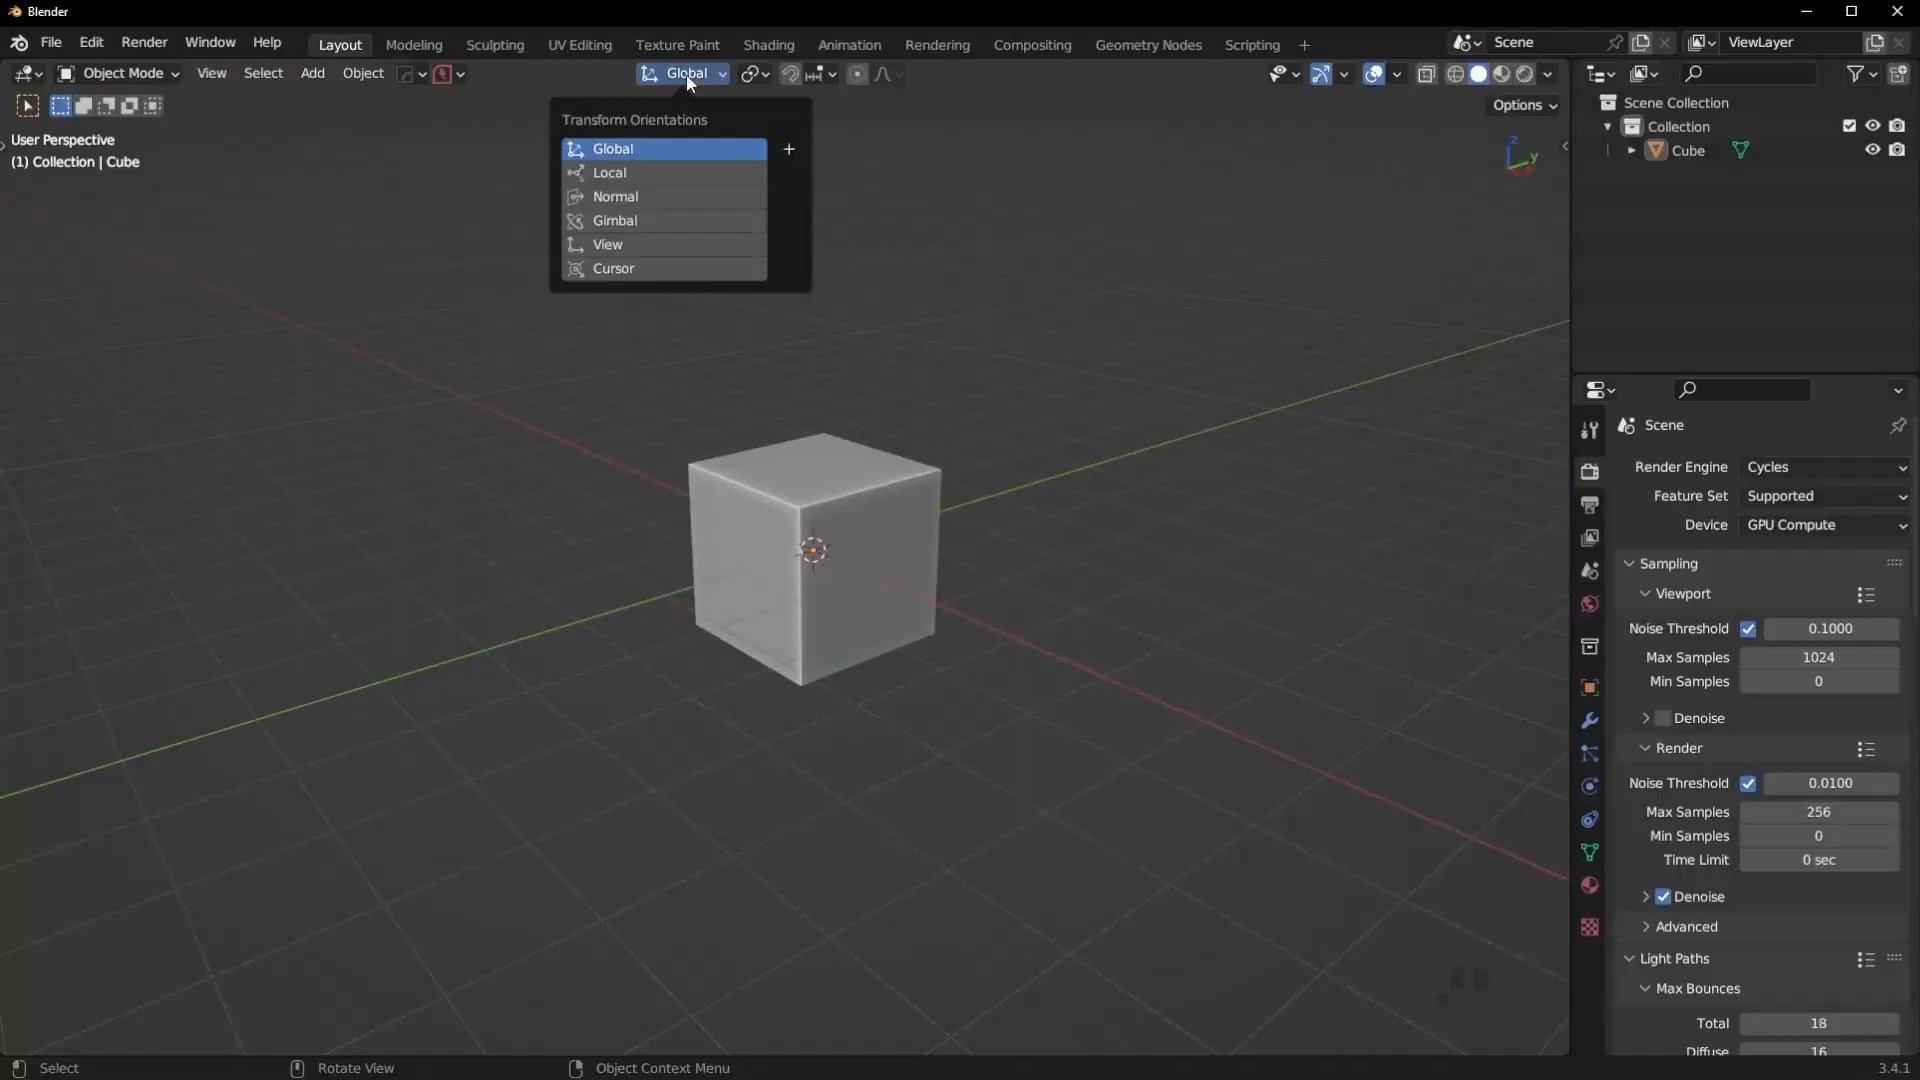 Blender
File Edit Render Window Help Layout Modeling Sculpting UV Editing Texture Paint Shading Animation Rendering Compositing Geometry Nodes Scripting + Scene ViewLayer
Object Mode View Select Add Object Global
Options
User Perspective
(1) Collection | Cube
Transform Orientations
Global
Local
Normal
Gimbal
View
Cursor
Z
Y
Scene Collection
Collection
Cube
Scene
Render Engine Cycles
Feature Set Supported
Device GPU Compute
Sampling
Viewport
Noise Threshold 0.1000
Max Samples 1024
Min Samples 0
Denoise
Render
Noise Threshold 0.0100
Max Samples 256
Min Samples 0
Time Limit 0 sec
Denoise
Advanced
Light Paths
Max Bounces
Total 18
Diffuse 16
Select Rotate View Object Context Menu 3.4.1